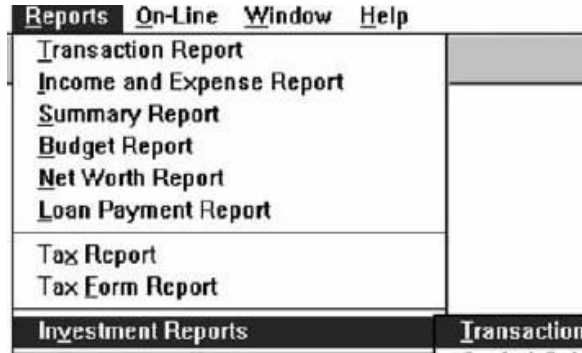 Reports On-Line Window Help
Transaction Report
Income and Expense Report
Summary Report
Budget Report
Net Worth Report
Loan Payment Report
Tax Report
Tax Form Report
Investment Reports Transaction